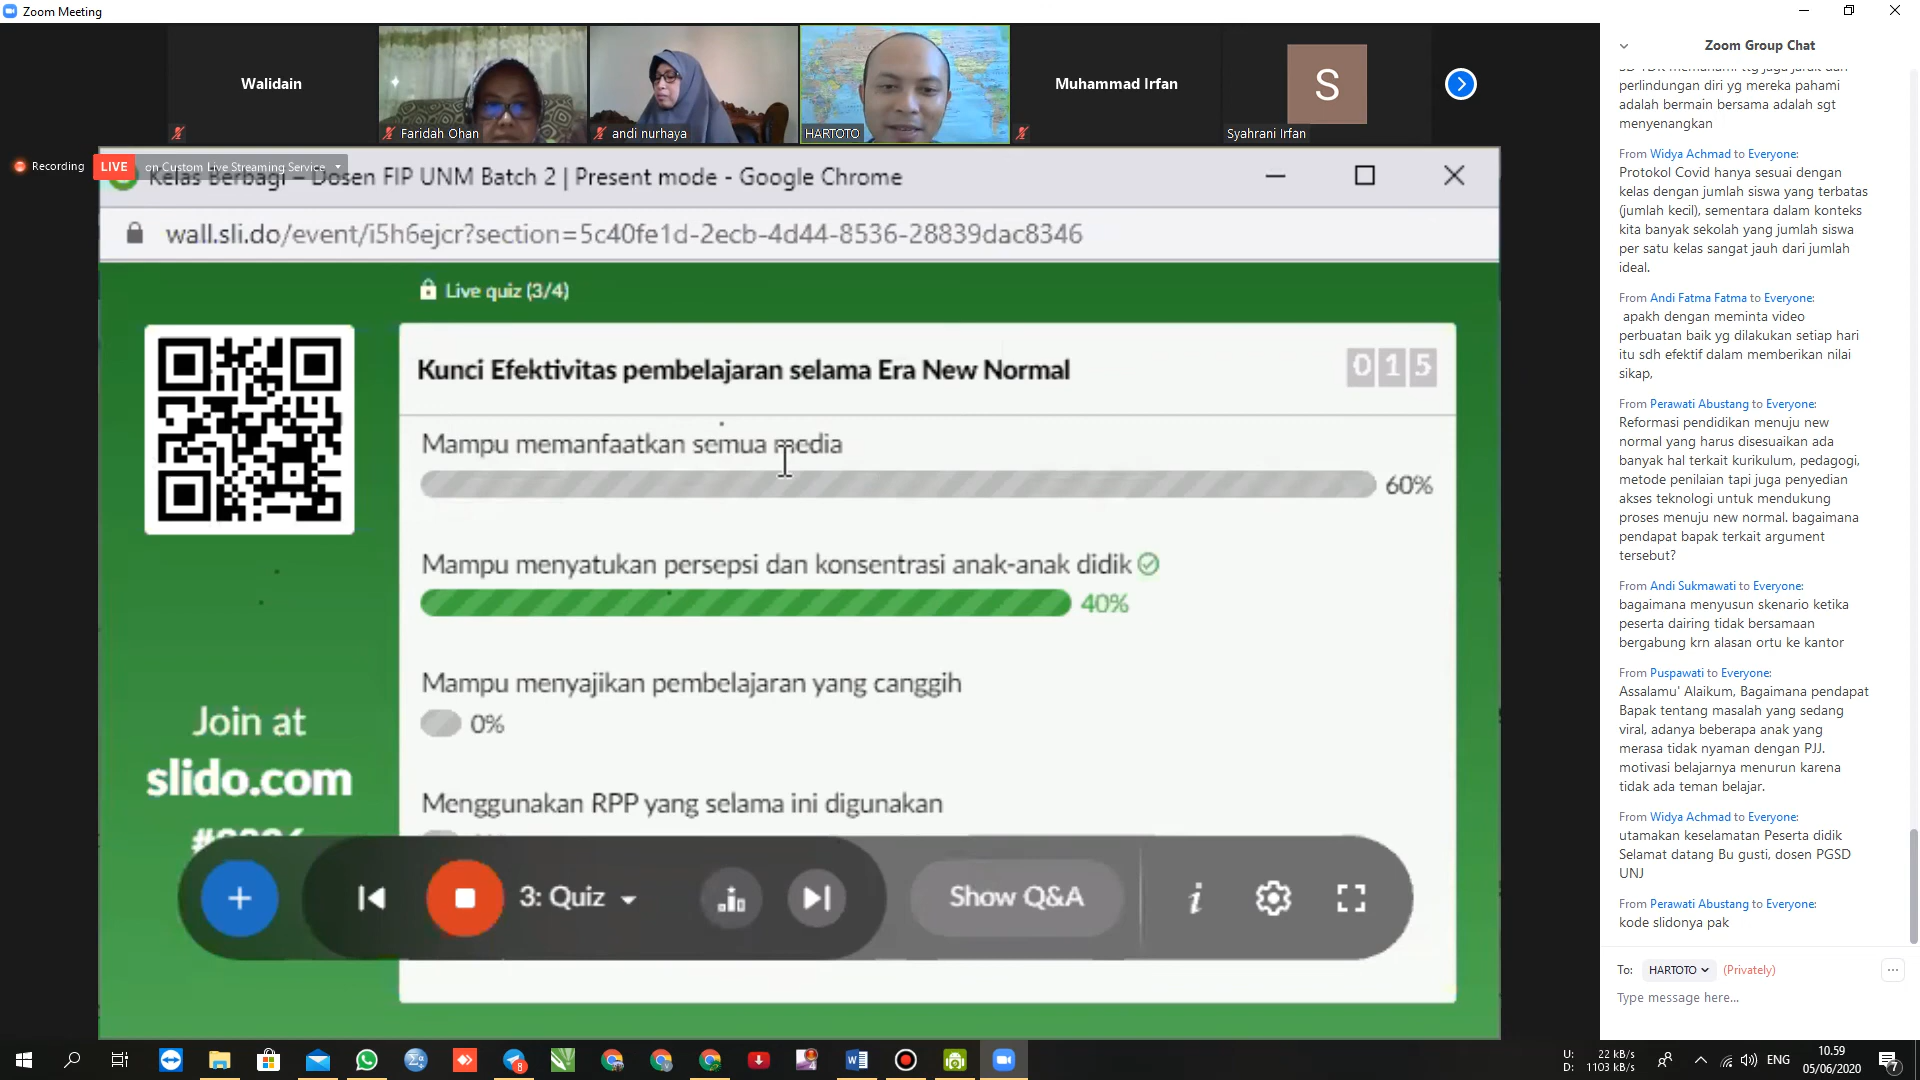 Zoom Meeting
Walidain
Faridah Ohan
andi nurhaya
HARTOTO
Muhammad Irfan
S
Syahrani Irfan
Recording
LIVE
on Custom Live Streaming Service
Kelas Berbagi – Dosen FIP UNM Batch 2 | Present mode - Google Chrome
wall.sli.do/event/i5h6ejcr?section=5c40fe1d-2ecb-4d44-8536-28839dac8346
Live quiz (3/4)
Kunci Efektivitas pembelajaran selama Era New Normal
015
Mampu memanfaatkan semua media
60%
Mampu menyatukan persepsi dan konsentrasi anak-anak didik
40%
Mampu menyajikan pembelajaran yang canggih
0%
Menggunakan RPP yang selama ini digunakan
Join at
slido.com
3: Quiz
Show Q&A
Zoom Group Chat
perlindungan diri yg mereka pahami
adalah bermain bersama adalah sgt
menyenangkan
From Widya Achmad to Everyone:
Protokol Covid hanya sesuai dengan
kelas dengan jumlah siswa yang terbatas
(jumlah kecil), sementara dalam konteks
kita banyak sekolah yang jumlah siswa
per satu kelas sangat jauh dari jumlah
ideal.
From Andi Fatma Fatma to Everyone:
apakh dengan meminta video
perbuatan baik yg dilakukan setiap hari
itu sdh efektif dalam memberikan nilai
sikap,
From Perawati Abustang to Everyone:
Reformasi pendidikan menuju new
normal yang harus disesuaikan ada
banyak hal terkait kurikulum, pedagogi,
metode penilaian tapi juga penyedian
akses teknologi untuk mendukung
proses menuju new normal. bagaimana
pendapat bapak terkait argument
tersebut?
From Andi Sukmawati to Everyone:
bagaimana menyusun skenario ketika
peserta dairing tidak bersamaan
bergabung krn alasan ortu ke kantor
From Puspawati to Everyone:
Assalamu' Alaikum, Bagaimana pendapat
Bapak tentang masalah yang sedang
viral, adanya beberapa anak yang
merasa tidak nyaman dengan PJJ.
motivasi belajarnya menurun karena
tidak ada teman belajar.
From Widya Achmad to Everyone:
utamakan keselamatan Peserta didik
Selamat datang Bu gusti, dosen PGSD
UNJ
From Perawati Abustang to Everyone:
kode slidonya pak
To: HARTOTO (Privately)
Type message here...
U: 22 kB/s
D: 1103 kB/s
ENG
10.59
05/06/2020
7